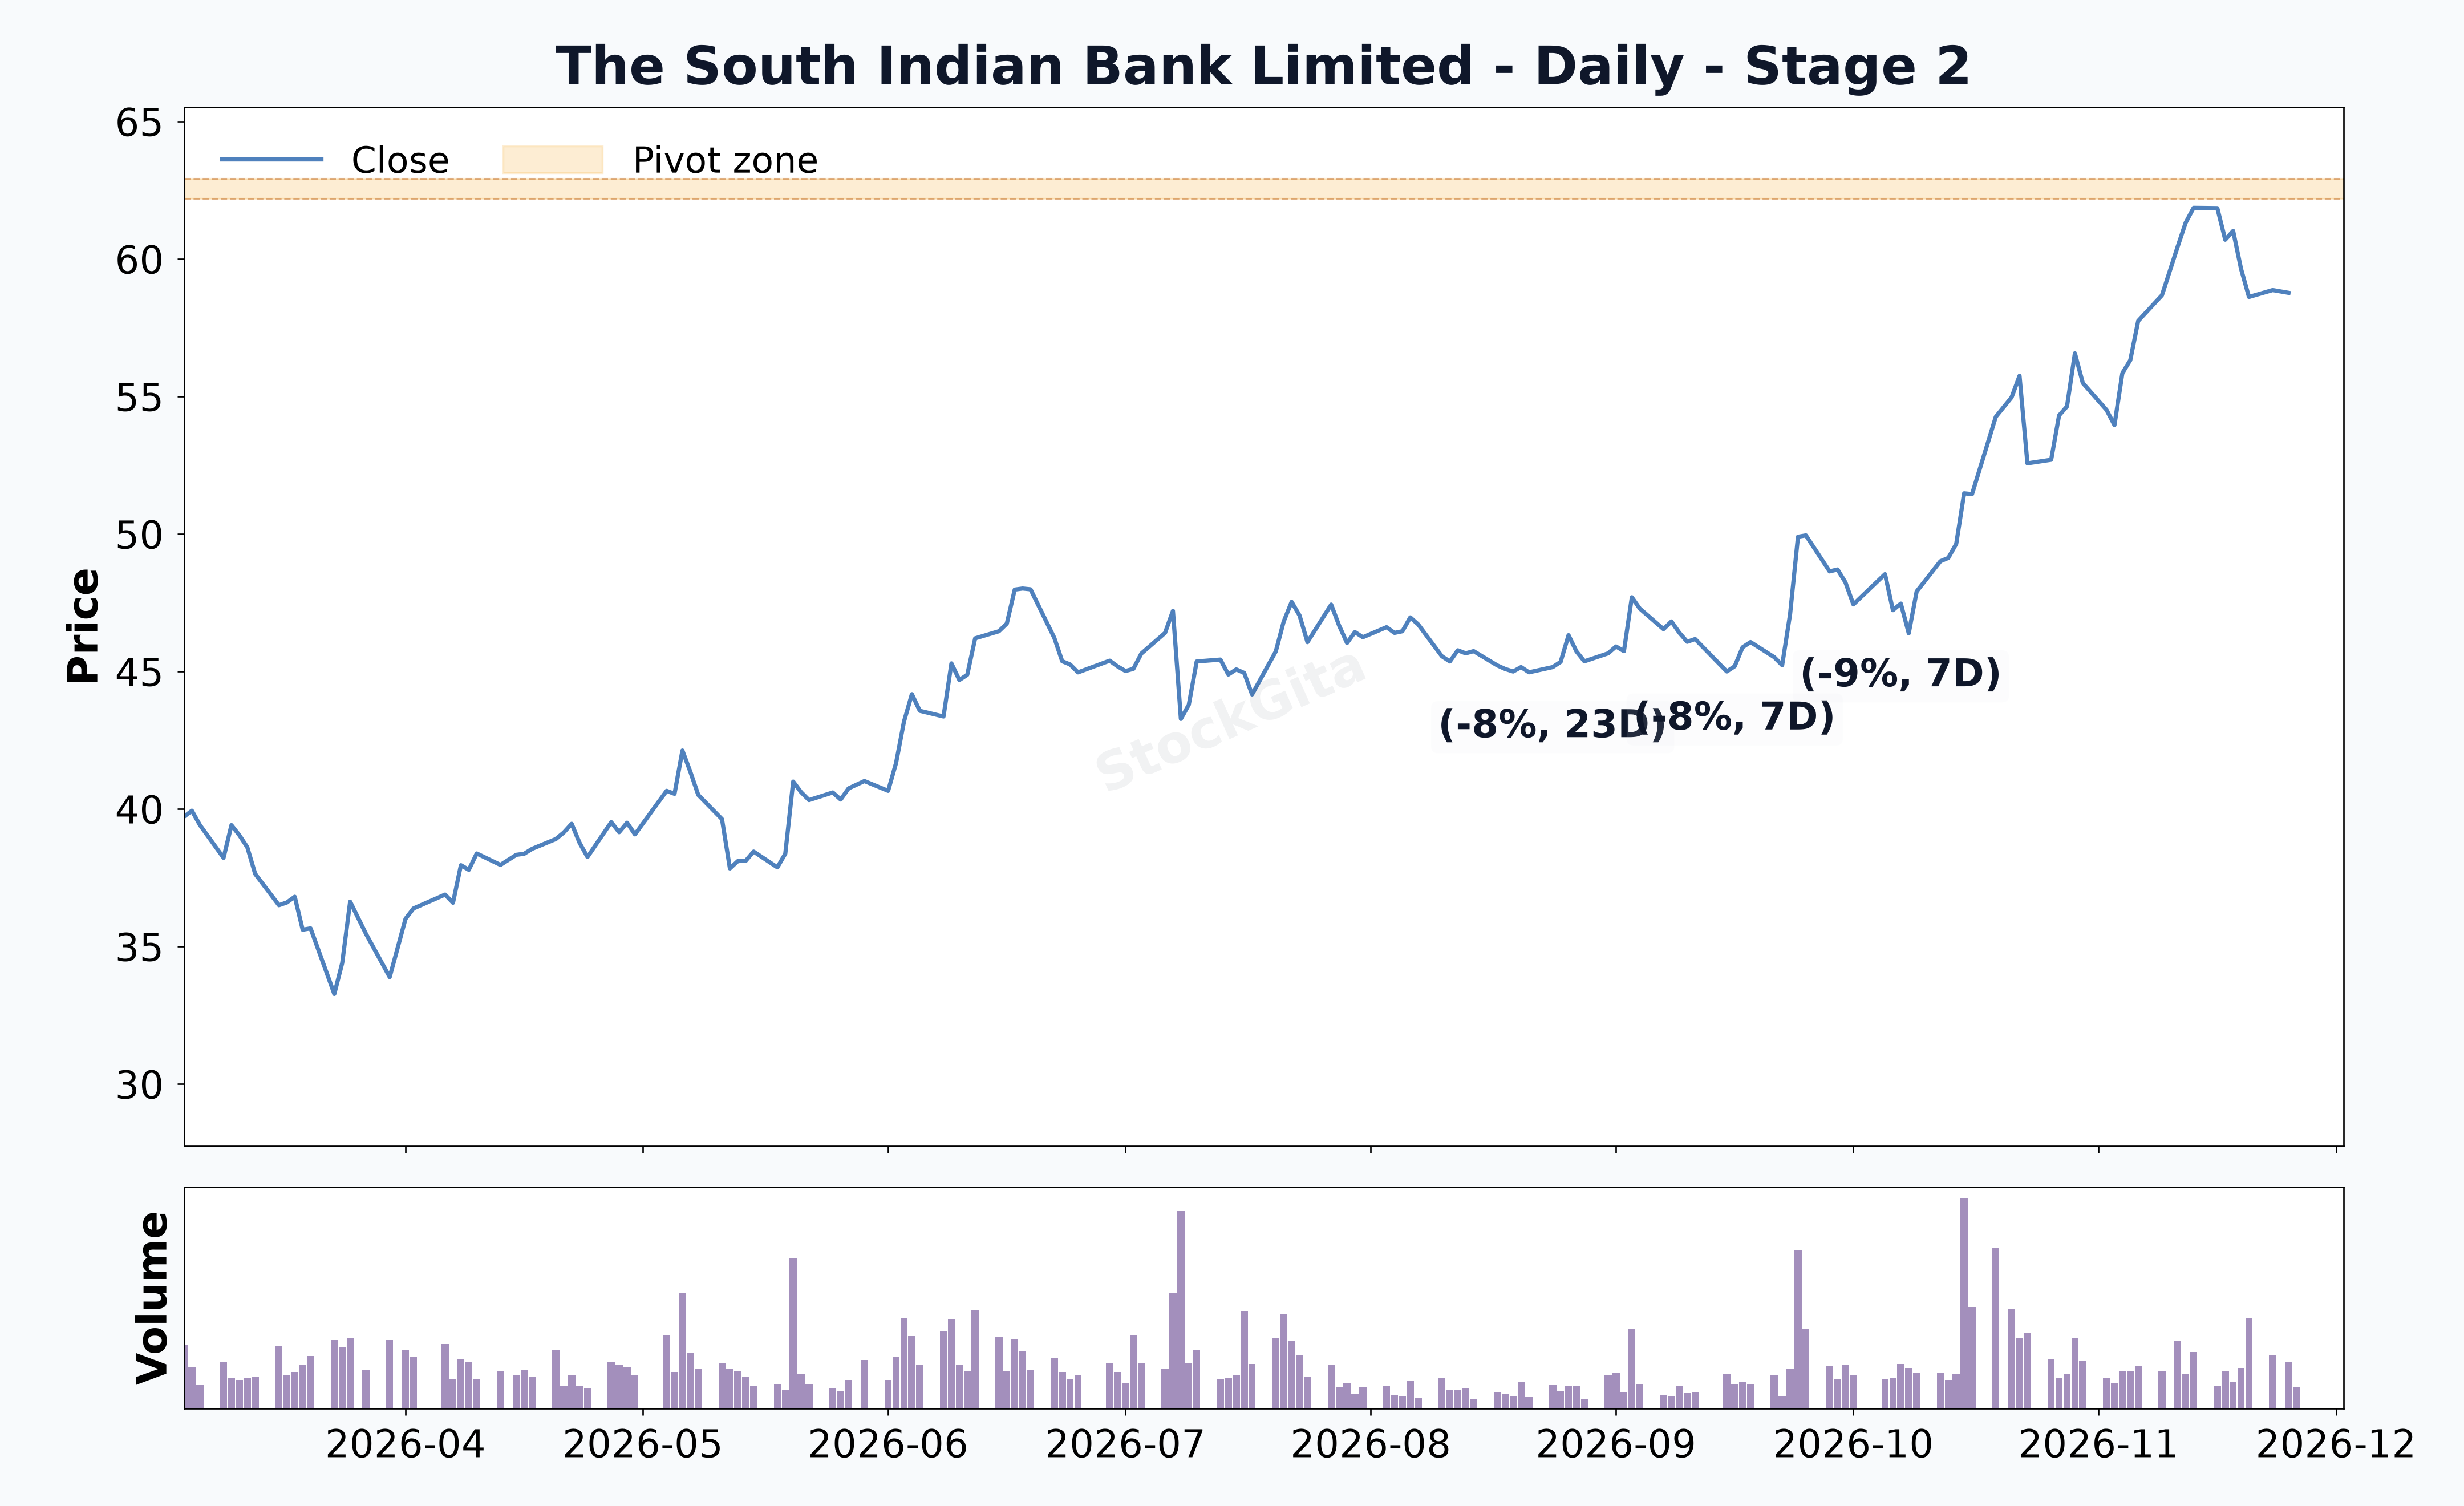 The South Indian Bank Limited - Daily - Stage 2
65
60
55
50
45
40
35
30
Price
Close
Pivot zone
StockGita
(-8%, 23D)
(-8%, 7D)
(-9%, 7D)
Volume
2026-04
2026-05
2026-06
2026-07
2026-08
2026-09
2026-10
2026-11
2026-12